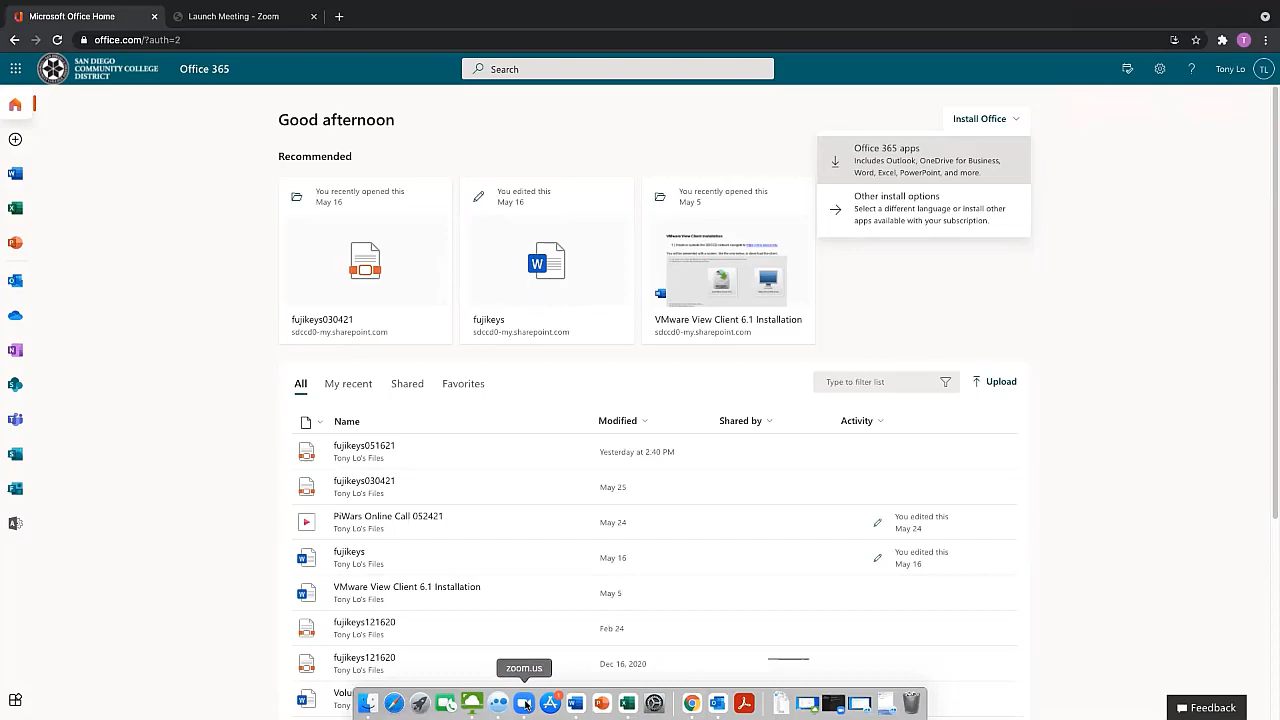 Microsoft Office Home
Launch Meeting - Zoom
office.com/?auth=2
T
SAN DIEGO
COMMUNITY COLLEGE
DISTRICT
Office 365
Search
Tony Lo
TL
Good afternoon
Install Office
Recommended
Office 365 apps
Includes Outlook, OneDrive for Business,
Word, Excel, PowerPoint, and more.
Other install options
Select a different language or install other
apps available with your subscription.
You recently opened this
May 16
fujikeys030421
sdccd0-my.sharepoint.com
You edited this
May 16
fujikeys
sdccd0-my.sharepoint.com
You recently opened this
May 5
VMware View Client Installation
VMware View Client 6.1 Installation
sdccd0-my.sharepoint.com
All
My recent
Shared
Favorites
Type to filter list
Upload
Name
Modified
Shared by
Activity
fujikeys051621
Tony Lo's Files
Yesterday at 2:40 PM
fujikeys030421
Tony Lo's Files
May 25
PiWars Online Call 052421
Tony Lo's Files
May 24
You edited this
May 24
fujikeys
Tony Lo's Files
May 16
You edited this
May 16
VMware View Client 6.1 Installation
Tony Lo's Files
May 5
fujikeys121620
Tony Lo's Files
Feb 24
fujikeys121620
Tony Lo's Files
Dec 16, 2020
zoom.us
Feedback